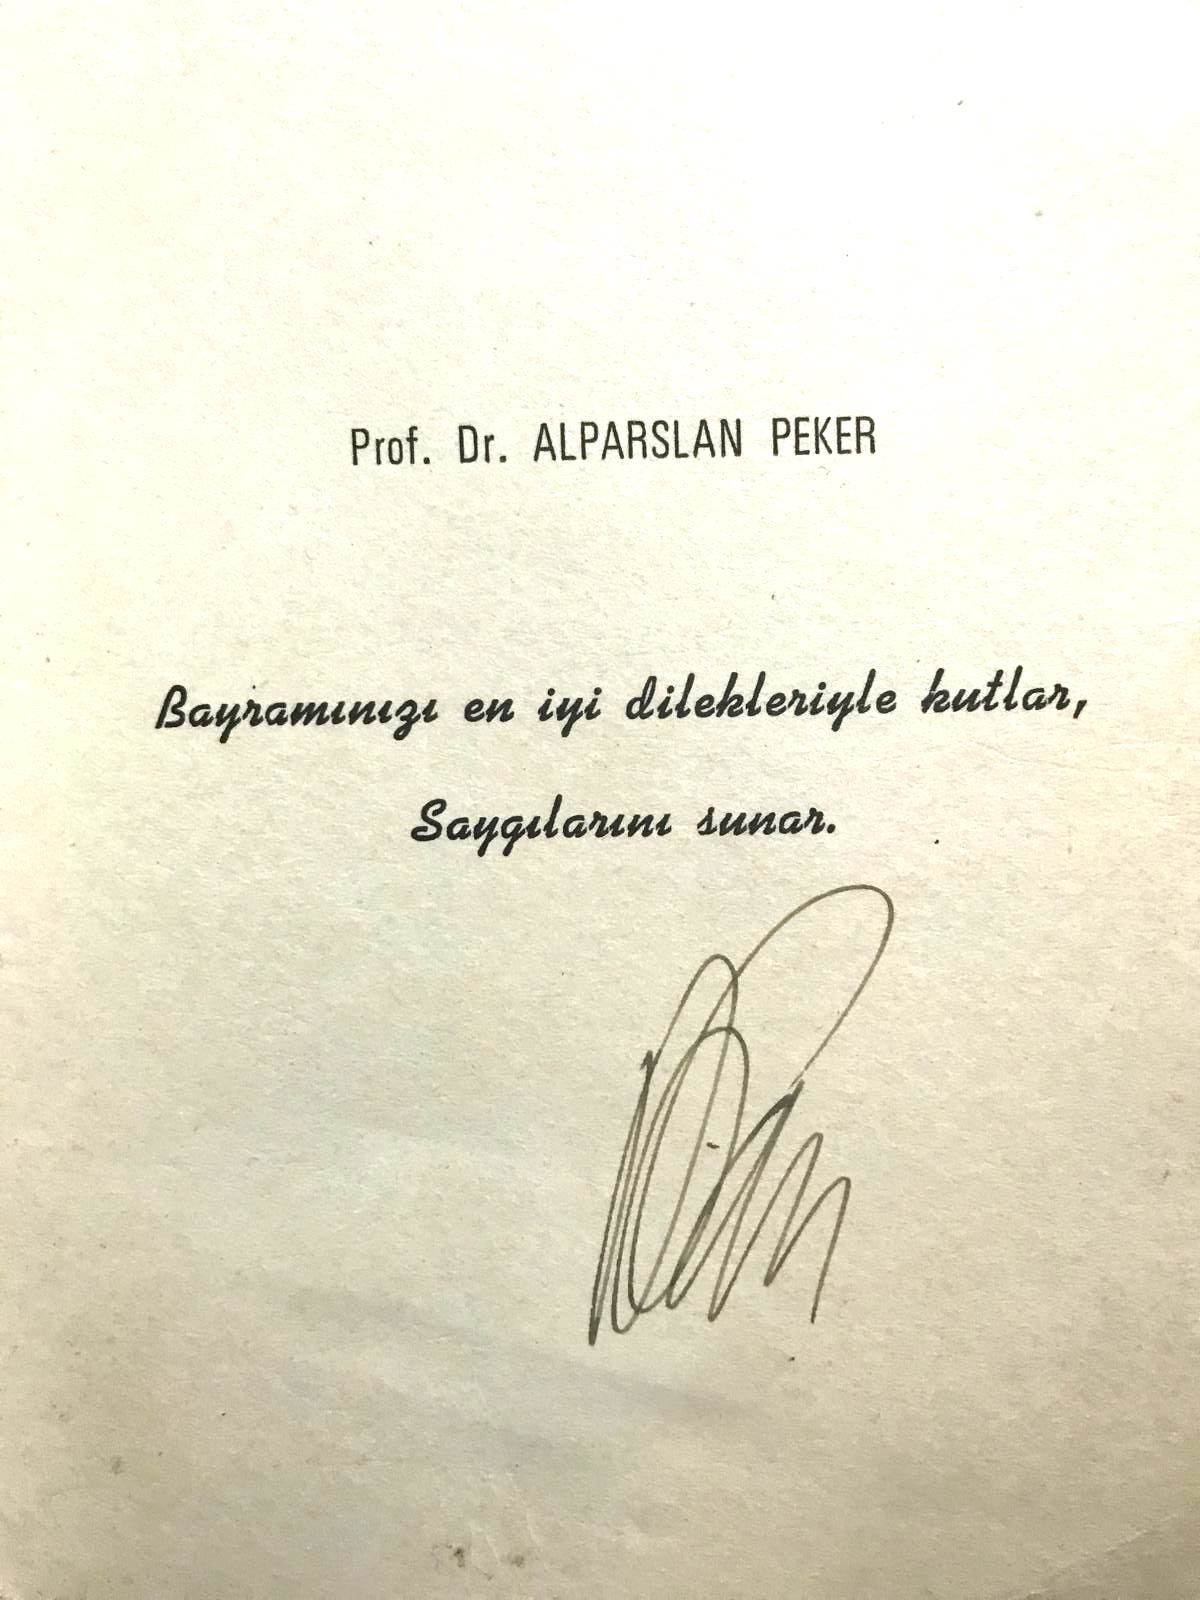 Prof. Dr. ALPARSLAN PEKER
Bayramınızı en iyi dilekleriyle kutlar,
Saygılarını sunar.